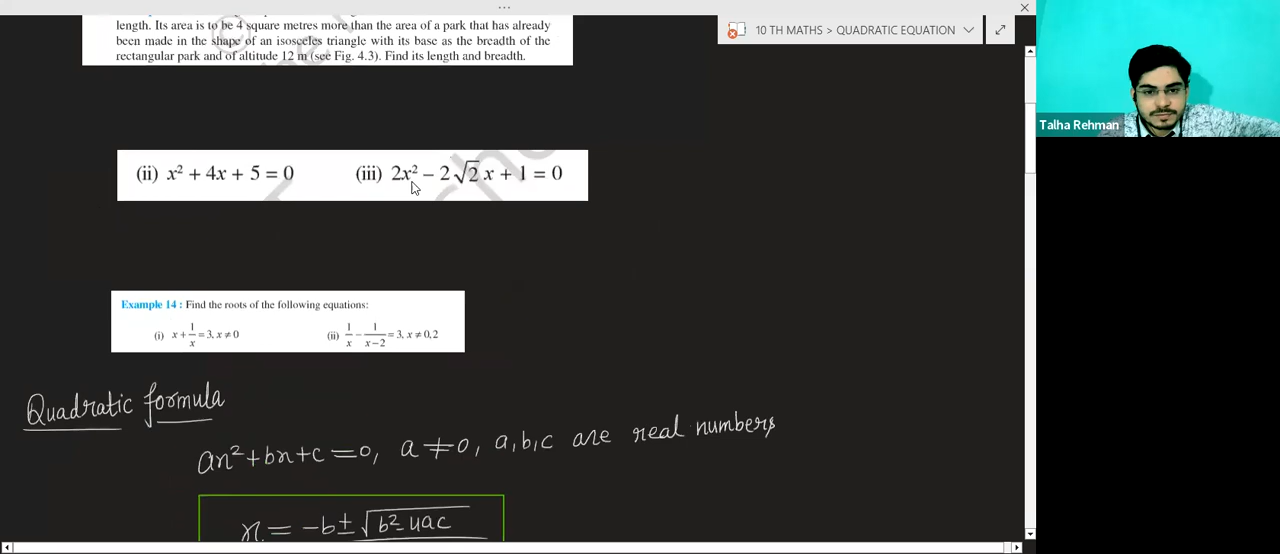 length. Its area is to be 4 square metres more than the area of a park that has already
been made in the shape of an isosceles triangle with its base as the breadth of the
rectangular park and of altitude 12 m (see Fig. 4.3). Find its length and breadth.
10 TH MATHS > QUADRATIC EQUATION
Talha Rehman
(ii) x² + 4x + 5 = 0 (iii) 2x² – 2√2 x + 1 = 0
Example 14 : Find the roots of the following equations:
(i) x + 1/x = 3, x ≠ 0 (ii) 1/x – 1/(x–2) = 3, x ≠ 0, 2
Quadratic formula
ax² + bx + c = 0, a ≠ 0, a, b, c are real numbers
x = -b ± √b² - 4ac